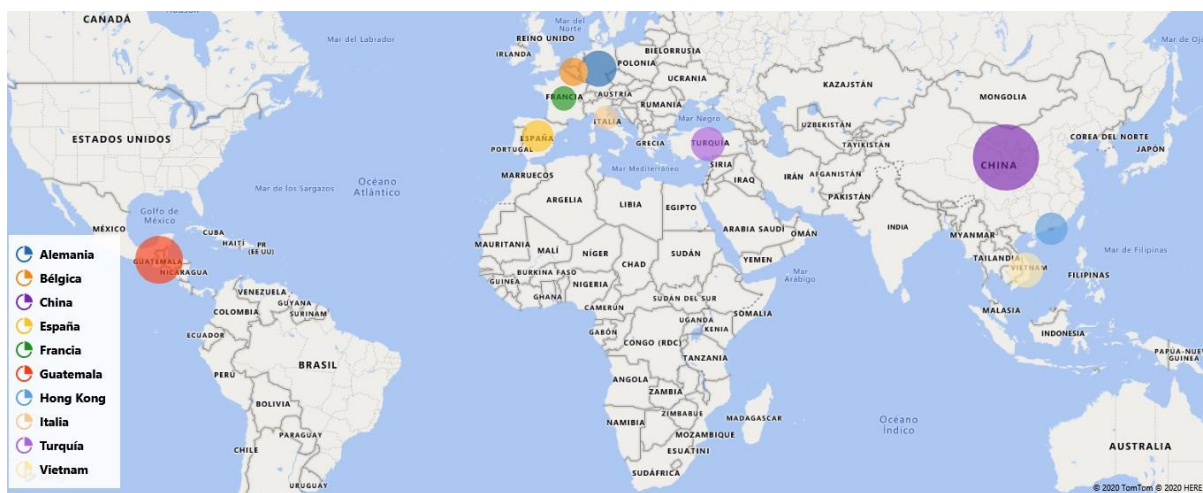 CANADÁ
Mar del Labrador
Mar del
Norte
REINO UNIDO
IRLANDA
BIELORRUSIA
POLONIA
UCRANIA
KAZAJSTÁN
MONGOLIA
FRANCIA
AUSTRIA
RUMANIA
ITALIA
Mar Negro
UZBEKISTÁN
TAYIKISTÁN
COREA DEL NORTE
JAPÓN
ESTADOS UNIDOS
PORTUGAL
ESPAÑA
GRECIA
TURQUÍA
SIRIA
CHINA
Mar de los Sargazos
Océano
Atlántico
MARRUECOS
Mar Mediterráneo
IRAQ
IRÁN
AFGANISTÁN
PAKISTÁN
Golfo de
México
MÉXICO
CUBA
HAITÍ
PR
(EE UU)
ARGELIA
LIBIA
EGIPTO
ARABIA SAUDÍ
OMÁN
INDIA
MYANMAR
Mar de Filipinas
GUATEMALA
NICARAGUA
MAURITANIA
MALÍ
NÍGER
CHAD
SUDÁN
YEMEN
Mar
Arábigo
TAILANDIA
VIETNAM
FILIPINAS
BURKINA FASO
GUINEA
GHANA
NIGERIA
CAMERÚN
SUDÁN DEL SUR
SOMALIA
VENEZUELA
GUYANA
SURINAM
COLOMBIA
ECUADOR
GABÓN
UGANDA
KENIA
CONGO (RDC)
TANZANIA
MALASIA
INDONESIA
PAPÚA-NUEV
GUINEA
PERÚ
BRASIL
BOLIVIA
ANGOLA
ZAMBIA
ZIMBABUE
MOZAMBIQUE
MADAGASCAR
NAMIBIA
ESUATINI
SUDÁFRICA
Océano
Índico
AUSTRALIA
PARAGUAY
CHILE
URUGUAY
Alemania
Bélgica
China
España
Francia
Guatemala
Hong Kong
Italia
Turquía
Vietnam
© 2020 TomTom © 2020 HERE